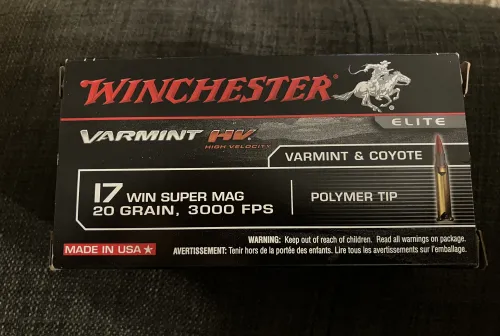 WINCHESTER
ELITE
VARMINT HV
HIGH VELOCITY
VARMINT & COYOTE
17 WIN SUPER MAG
20 GRAIN, 3000 FPS
POLYMER TIP
MADE IN USA
WARNING: Keep out of reach of children. Read all warnings on package.
AVERTISSEMENT: Tenir hors de la portée des enfants. Lire tous les avertissements sur l'emballage.